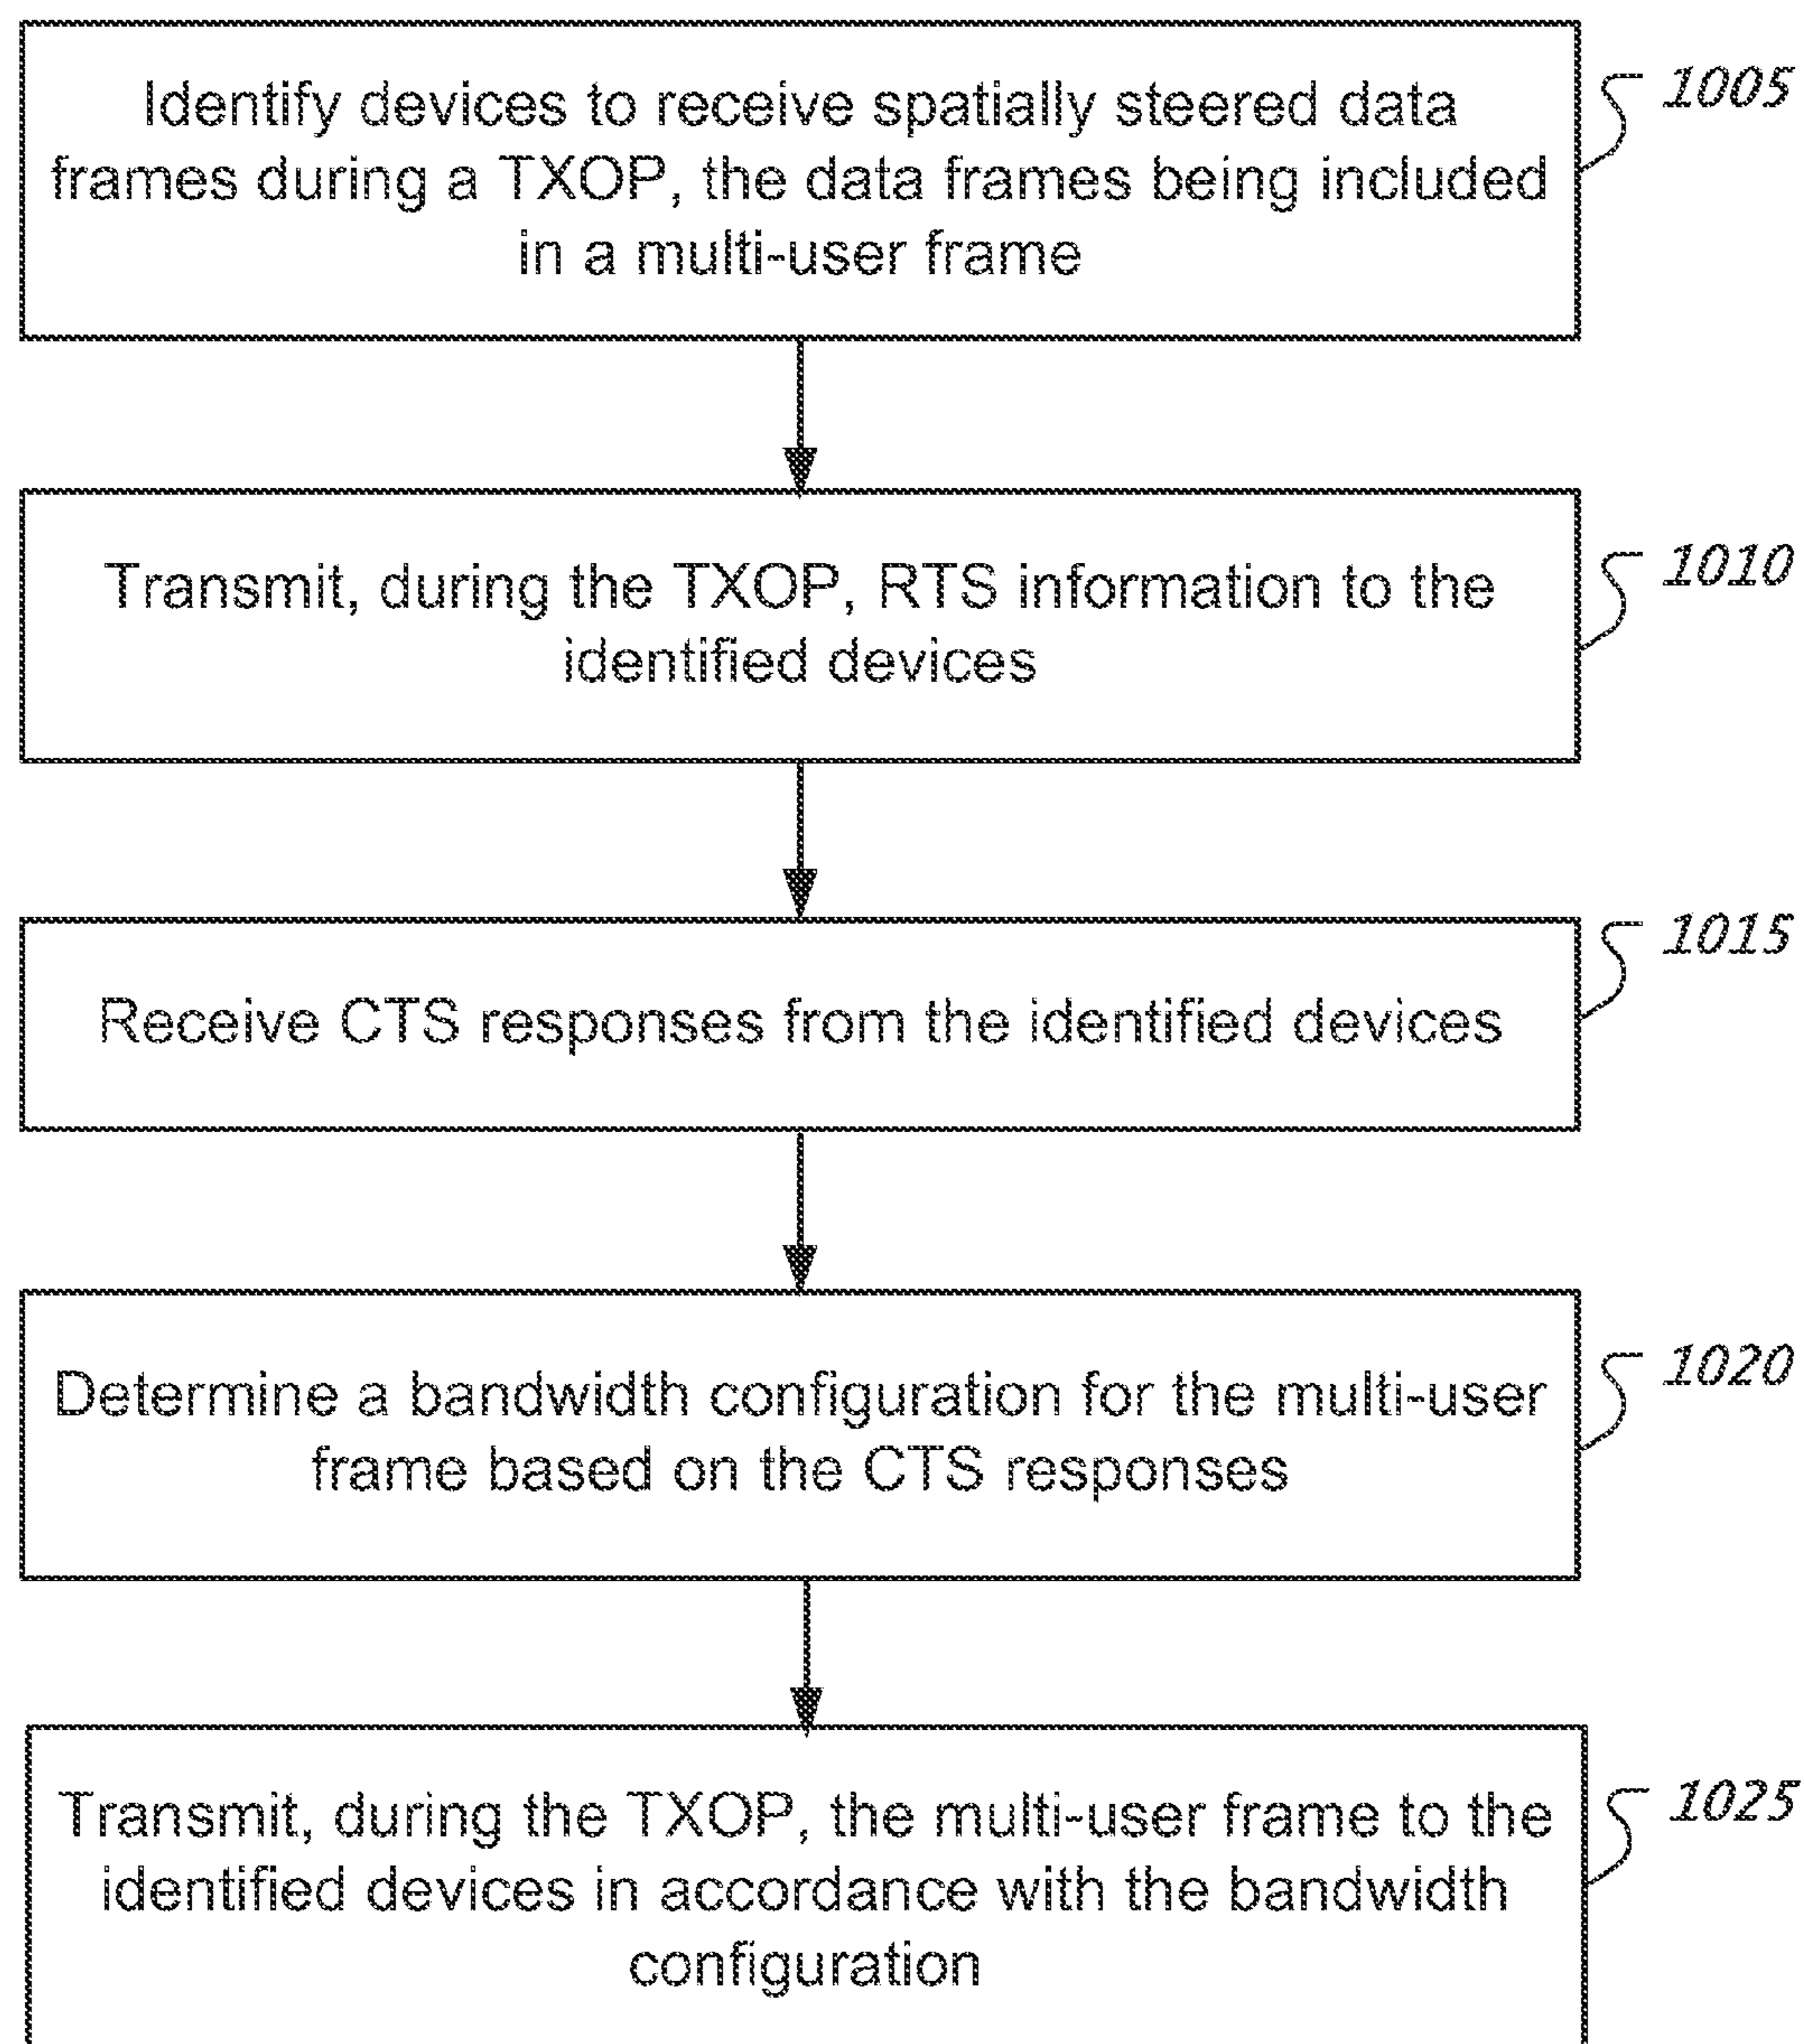 Identify devices to receive spatially steered data
frames during a TXOP, the data frames being included
in a multi-user frame
1005
Transmit, during the TXOP, RTS information to the
identified devices
1010
Receive CTS responses from the identified devices
1015
Determine a bandwidth configuration for the multi-user
frame based on the CTS responses
1020
Transmit, during the TXOP, the multi-user frame to the
identified devices in accordance with the bandwidth
configuration
1025